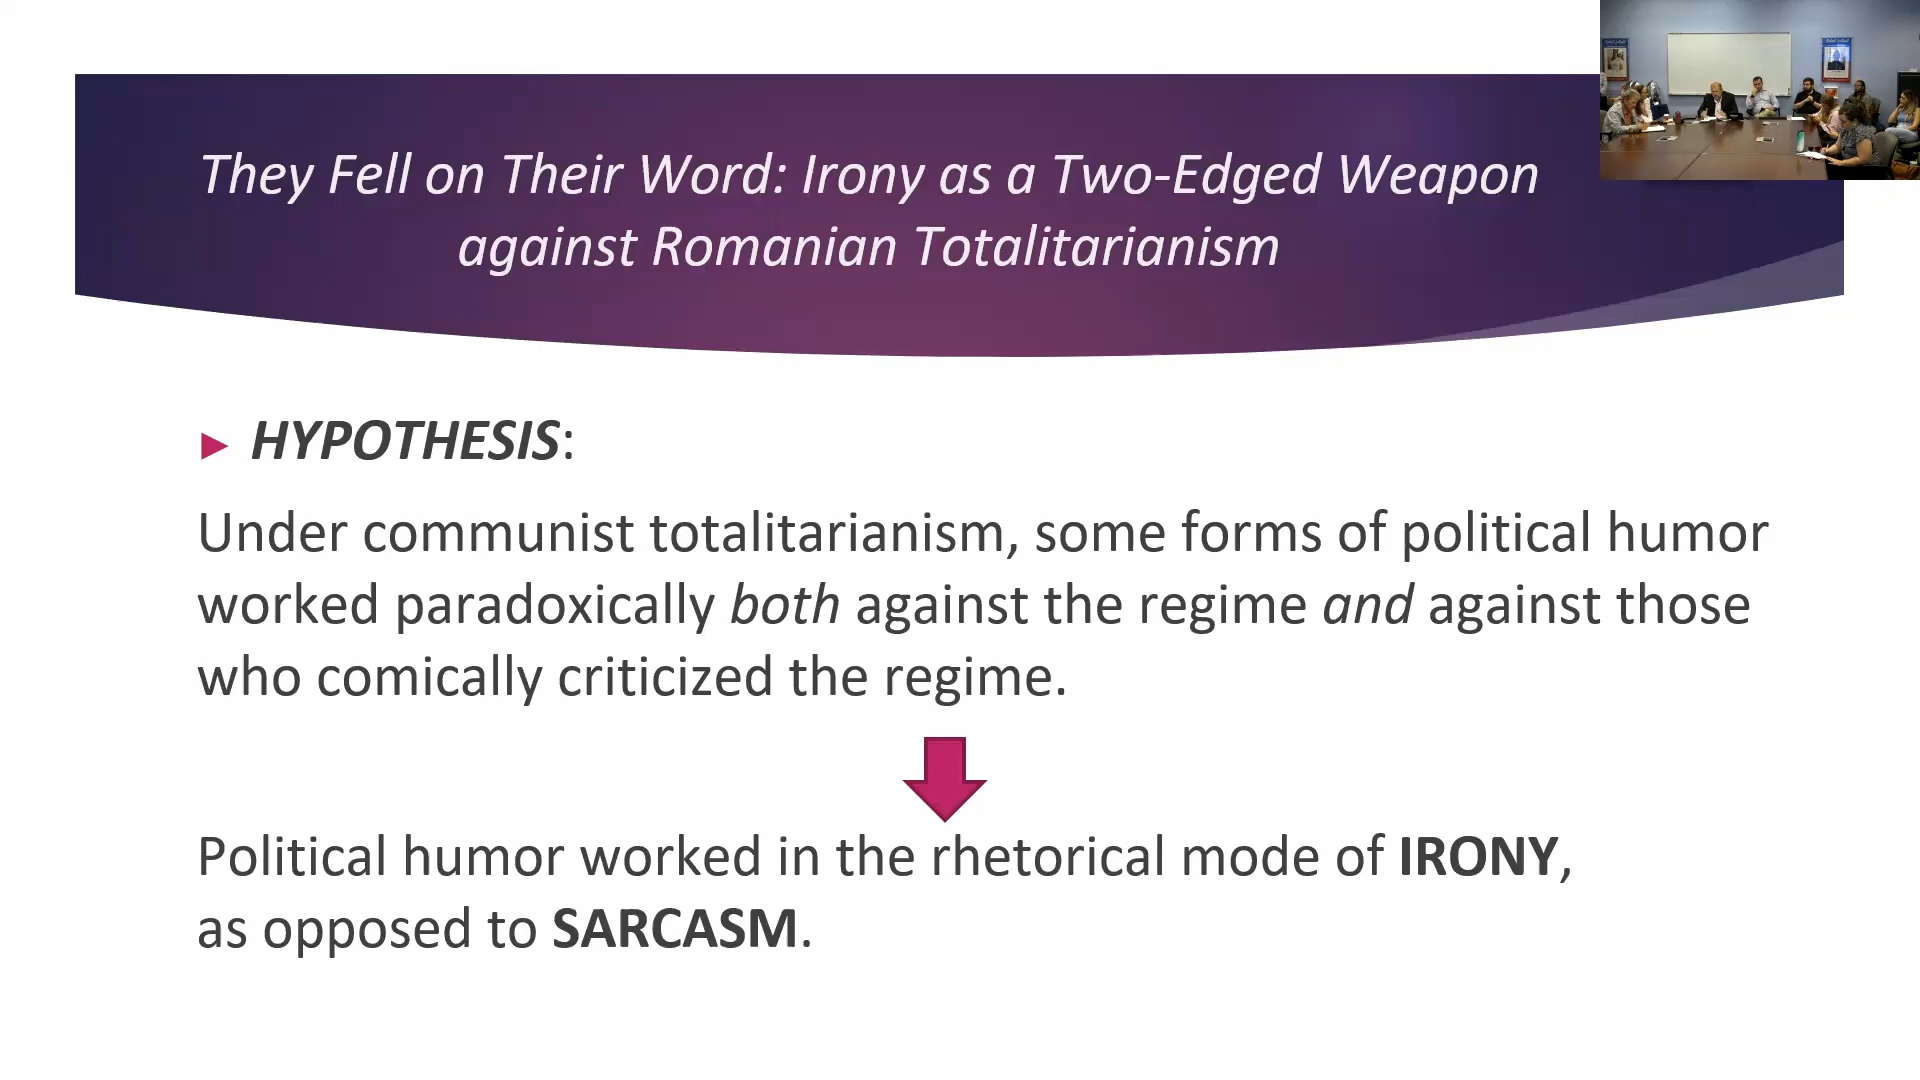 They Fell on Their Word: Irony as a Two-Edged Weapon
against Romanian Totalitarianism
HYPOTHESIS:
Under communist totalitarianism, some forms of political humor
worked paradoxically both against the regime and against those
who comically criticized the regime.
Political humor worked in the rhetorical mode of IRONY,
as opposed to SARCASM.